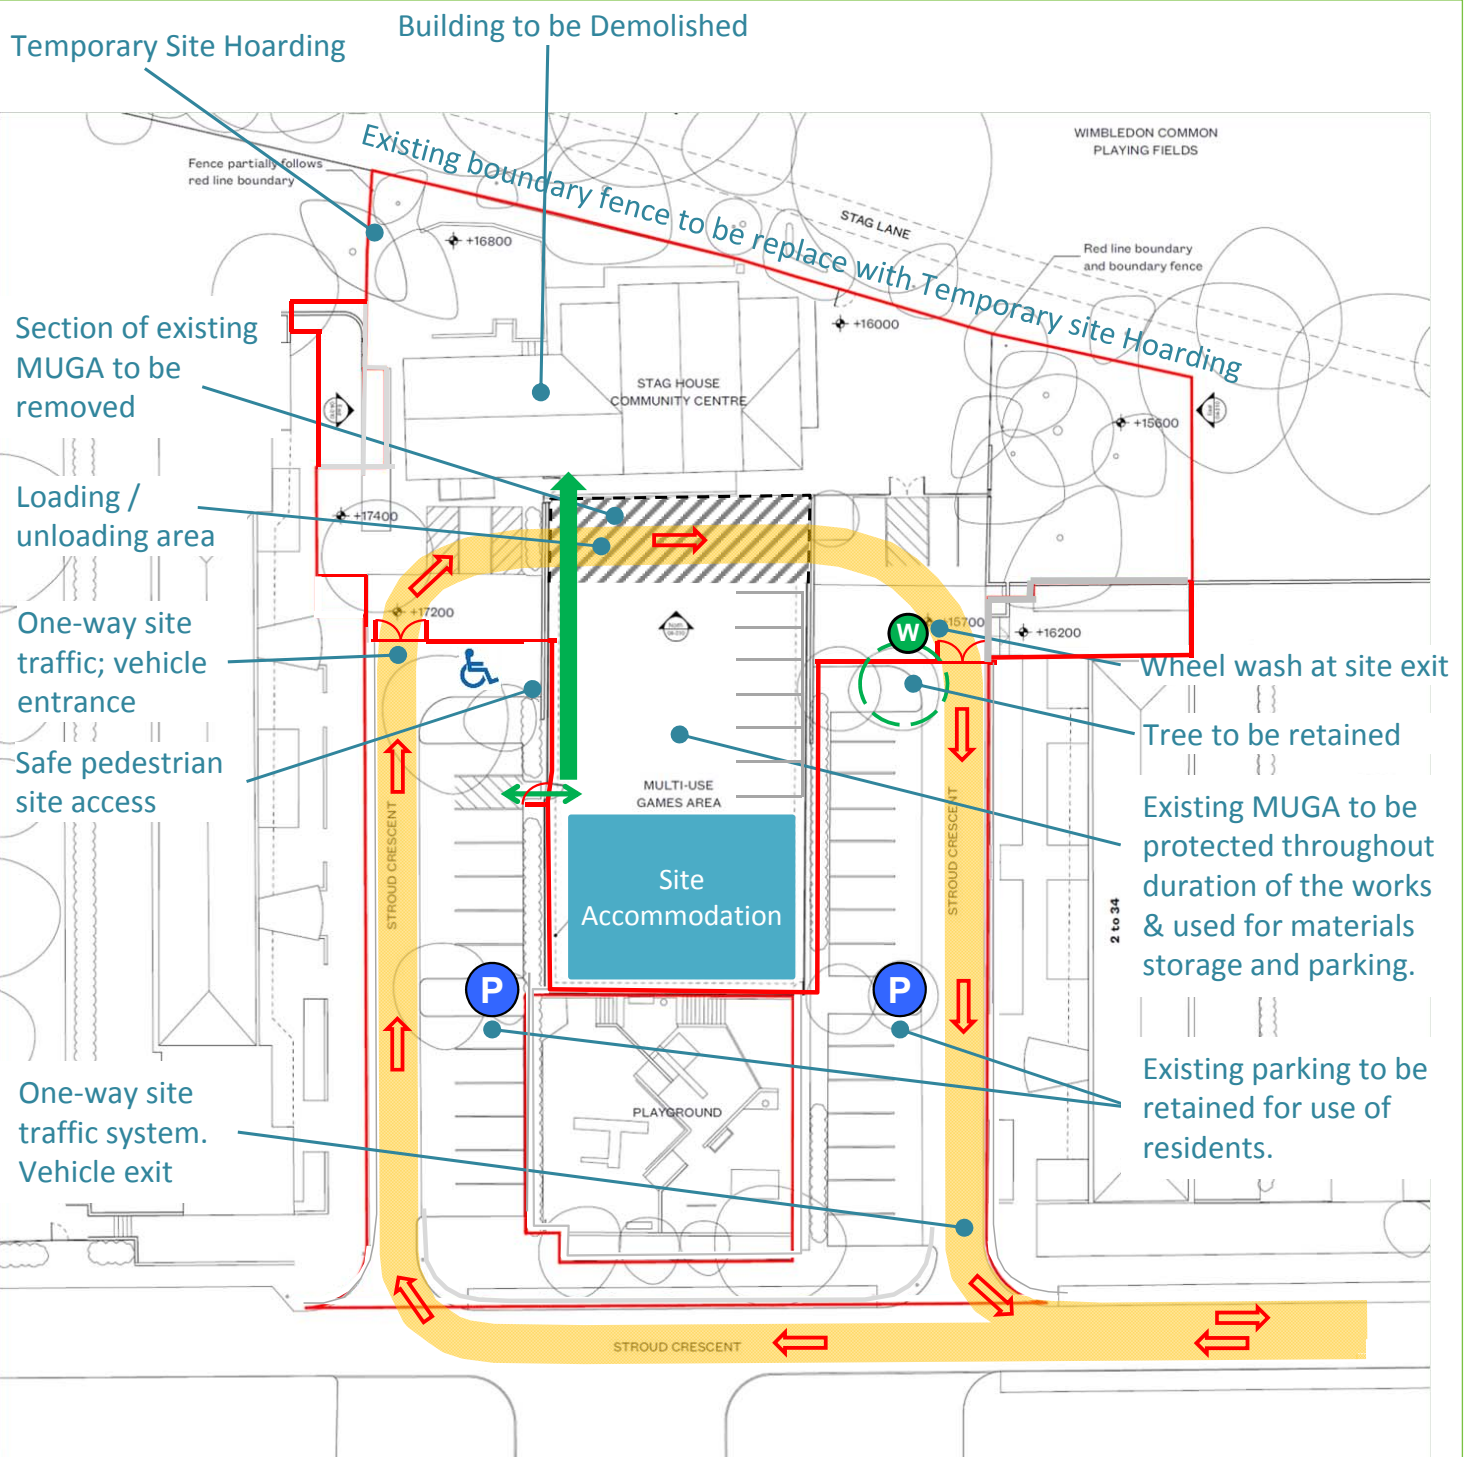 Building to be Demolished
Temporary Site Hoarding
WIMBLEDON COMMON
PLAYING FIELDS
Existing boundary fence to be replace with Temporary site Hoarding
Fence partially follows
red line boundary
STAG LANE
+16800
Red line boundary
and boundary fence
+16000
Section of existing
MUGA to be
removed
STAG HOUSE
COMMUNITY CENTRE
+15600
Loading /
unloading area
+17400
One-way site
traffic; vehicle
entrance
+17200
W
+15700
+16200
Wheel wash at site exit
Tree to be retained
Safe pedestrian
site access
MULTI-USE
GAMES AREA
Existing MUGA to be
protected throughout
duration of the works
& used for materials
storage and parking.
STROUD CRESCENT
STROUD CRESCENT
Site
Accommodation
2 to 34
P
P
Existing parking to be
retained for use of
residents.
One-way site
traffic system.
Vehicle exit
PLAYGROUND
STROUD CRESCENT